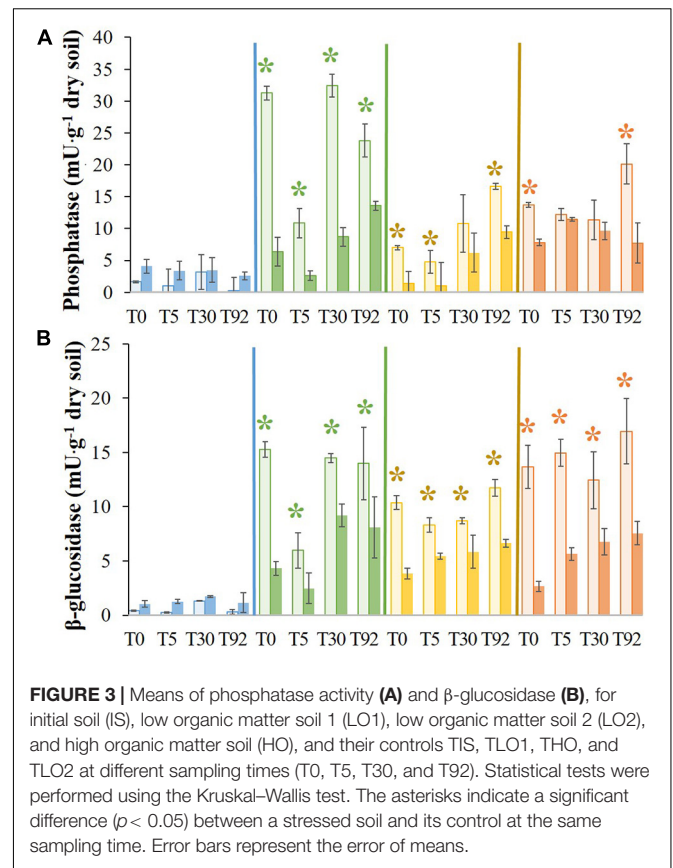 A
Phosphatase (mU·g⁻¹ dry soil)
40
35
30
25
20
15
10
5
0
T0 T5 T30 T92 T0 T5 T30 T92 T0 T5 T30 T92 T0 T5 T30 T92
* * * * * * * * *
B
β-glucosidase (mU·g⁻¹ dry soil)
25
20
15
10
5
0
T0 T5 T30 T92 T0 T5 T30 T92 T0 T5 T30 T92 T0 T5 T30 T92
* * * * * * * * * * * *
FIGURE 3 | Means of phosphatase activity (A) and β-glucosidase (B), for
initial soil (IS), low organic matter soil 1 (LO1), low organic matter soil 2 (LO2),
and high organic matter soil (HO), and their controls TIS, TLO1, THO, and
TLO2 at different sampling times (T0, T5, T30, and T92). Statistical tests were
performed using the Kruskal–Wallis test. The asterisks indicate a significant
difference (p< 0.05) between a stressed soil and its control at the same
sampling time. Error bars represent the error of means.